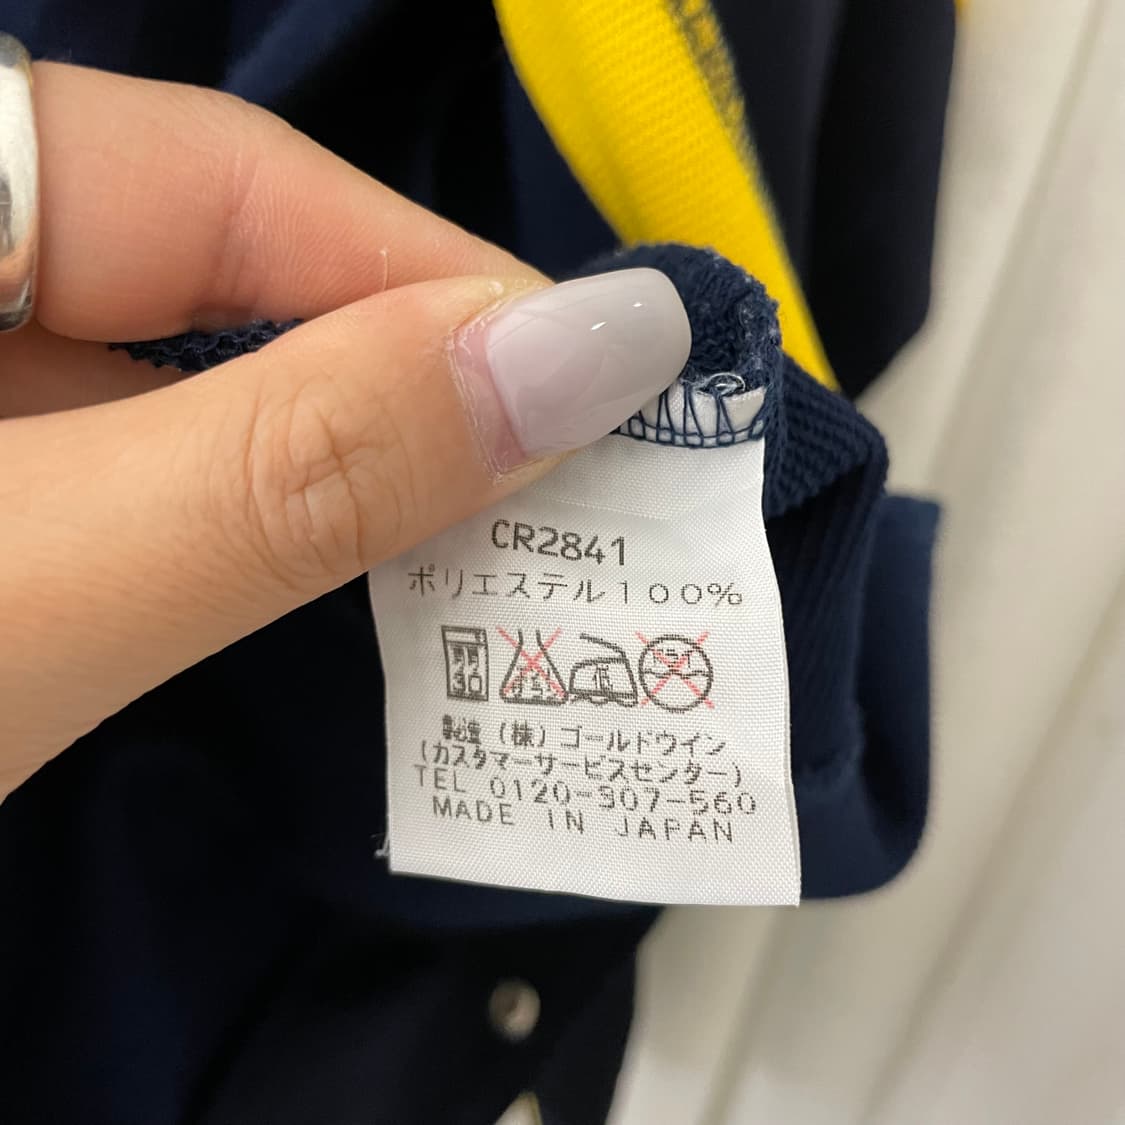 CR2841
ポリエステル100%
30
(株)ゴールドウイン
(カスタマーサービスセンター)
TEL 0120-307-560
MADE IN JAPAN